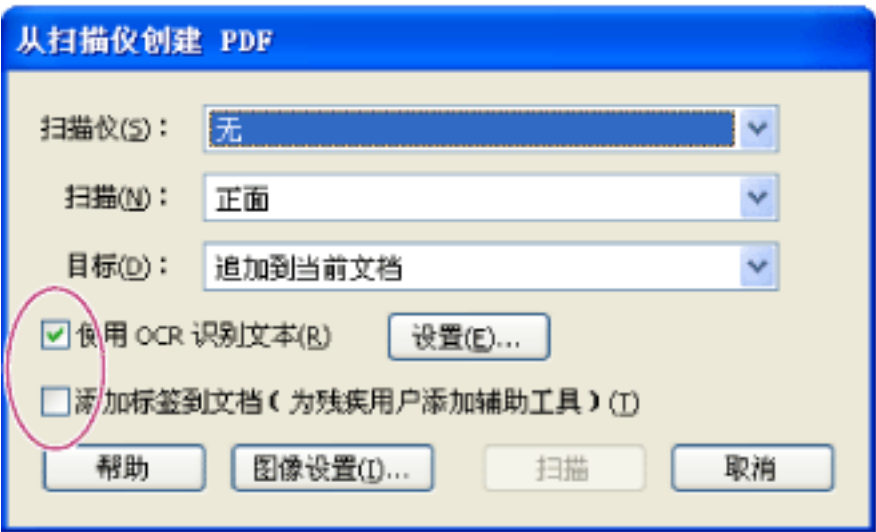 从扫描仪创建 PDF
扫描仪(S)： 无
扫描(N)： 正面
目标(D)： 追加到当前文档
使用 OCR 识别文本(R) 设置(E)...
添加标签到文档（为残疾用户添加辅助工具）(T)
帮助 图像设置(I)... 扫描 取消